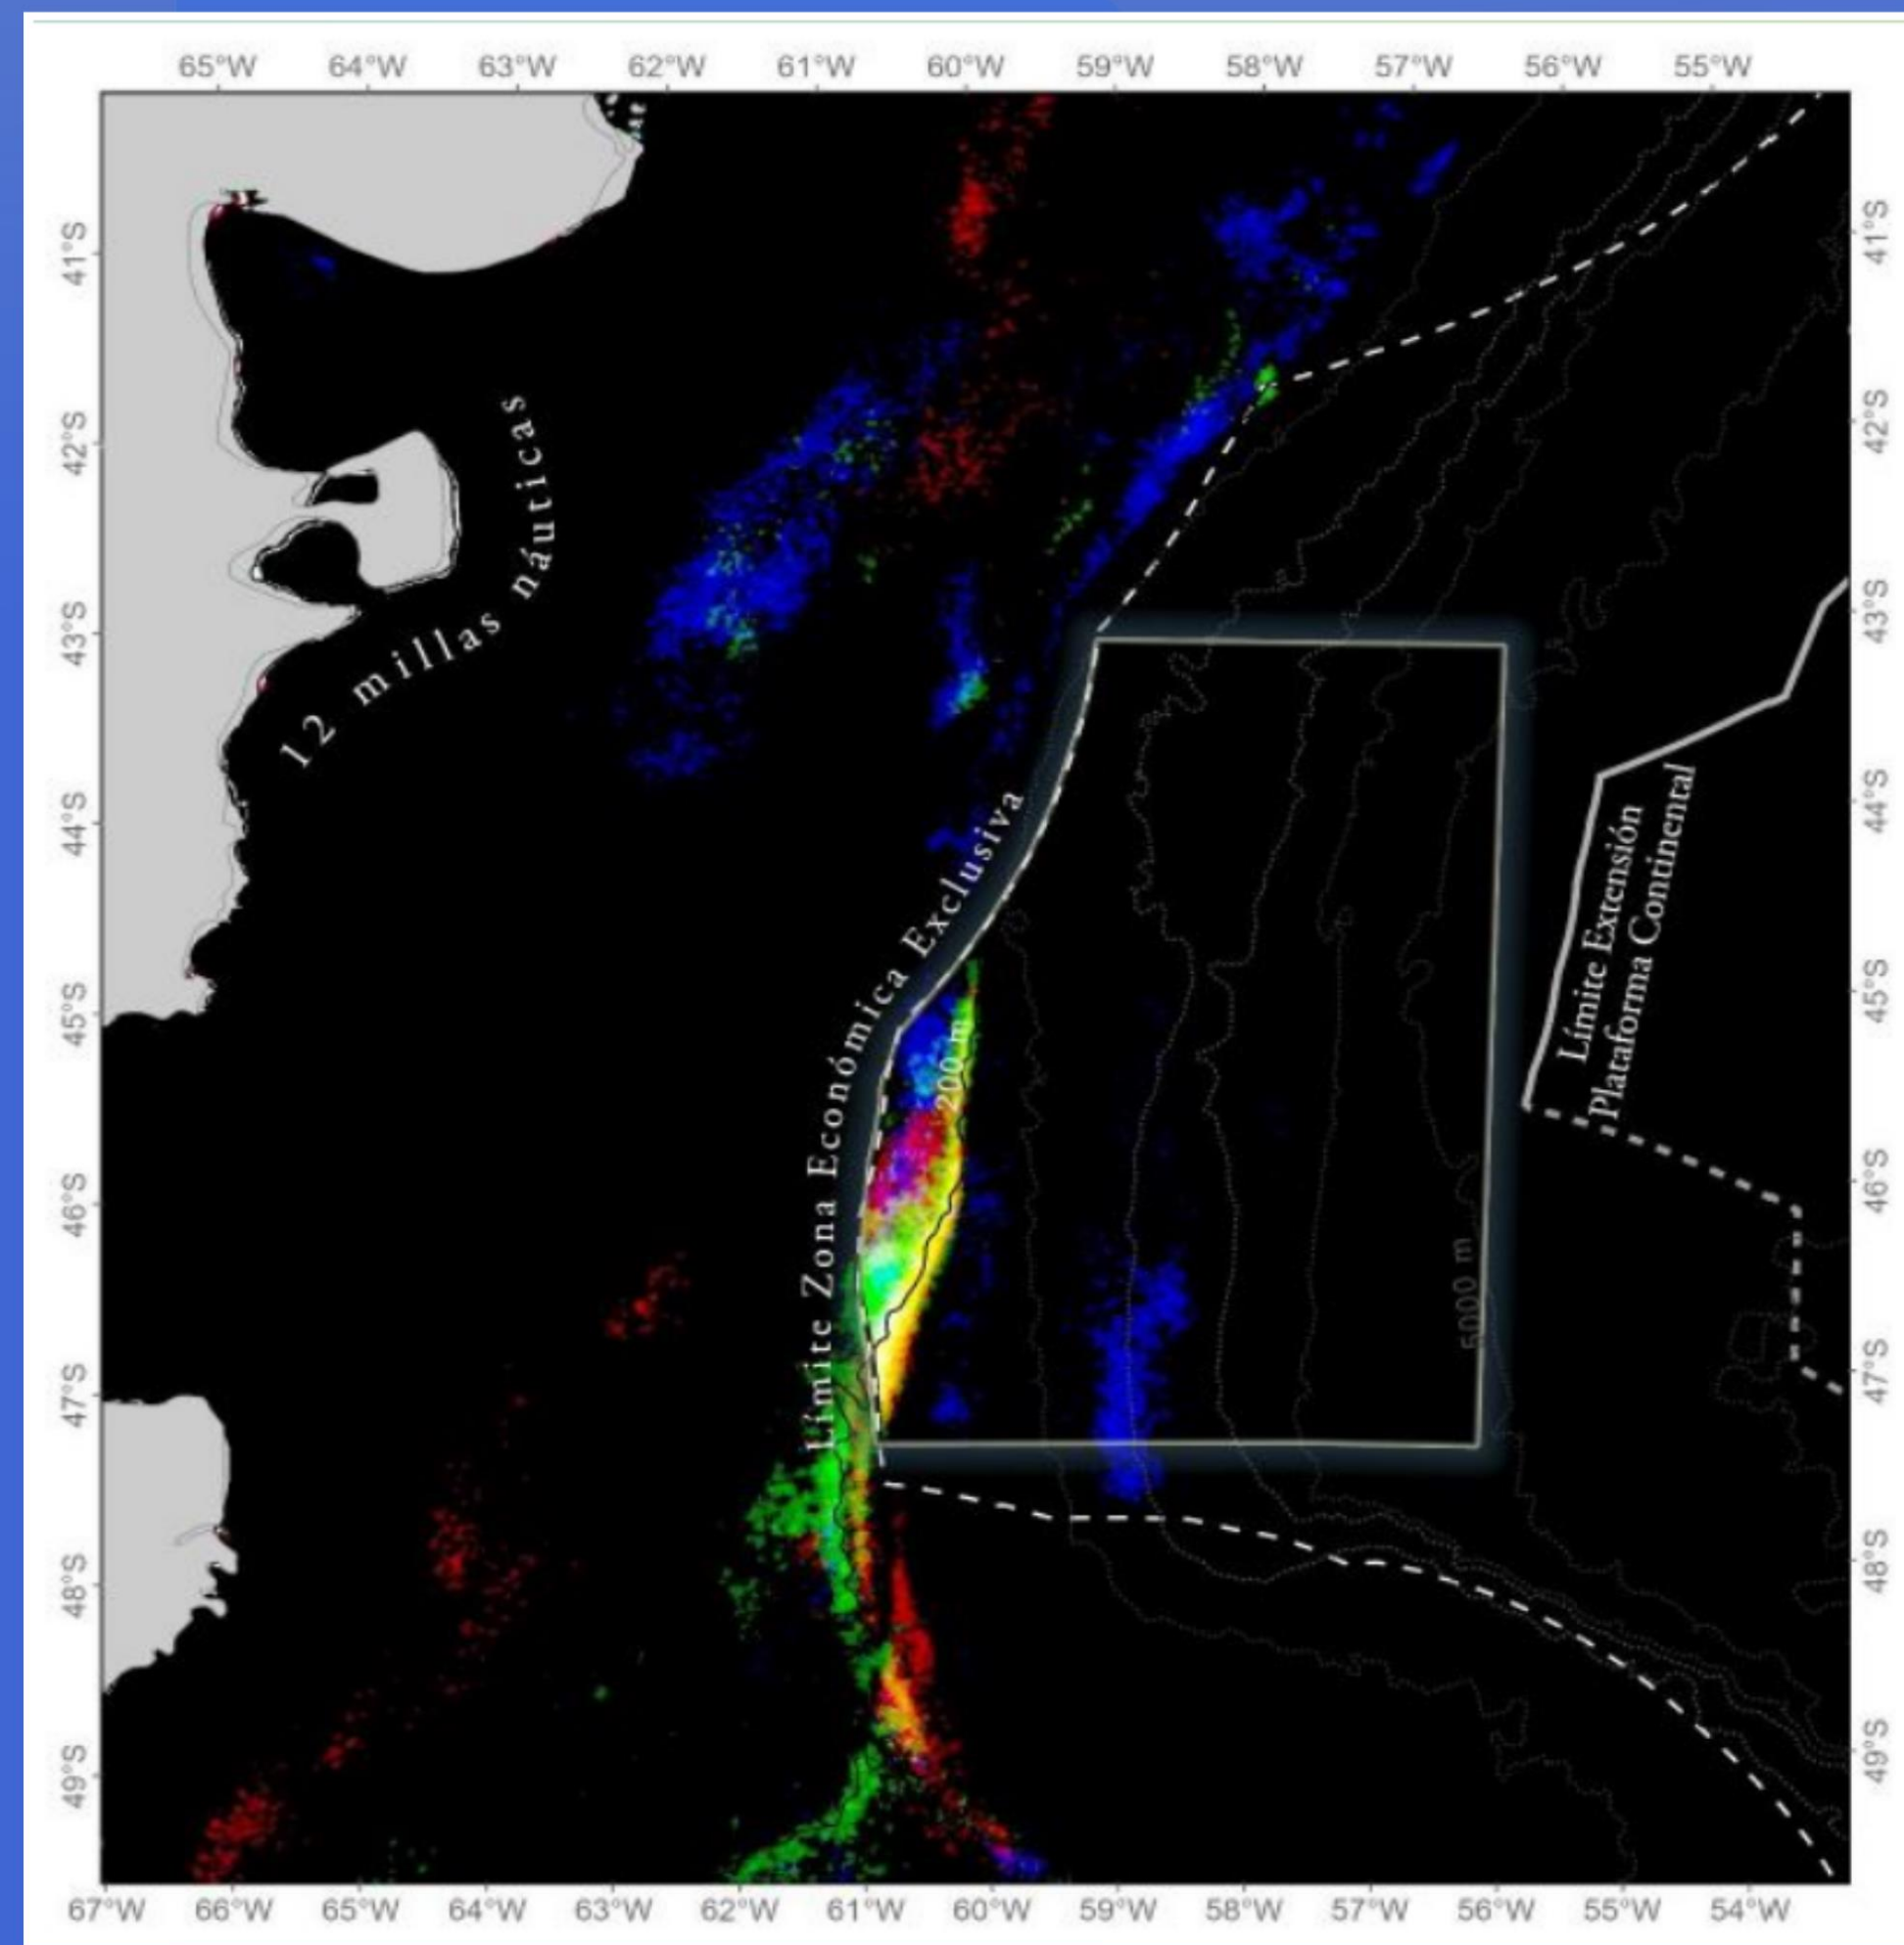 65°W 64°W 63°W 62°W 61°W 60°W 59°W 58°W 57°W 56°W 55°W
41°S 41°S
42°S 42°S
12 millas náuticas
43°S 43°S
44°S 44°S
Límite Extensión
Plataforma Continental
Límite Zona Económica Exclusiva
200 m
45°S 45°S
46°S 46°S
5000 m
47°S 47°S
48°S 48°S
49°S 49°S
67°W 66°W 65°W 64°W 63°W 62°W 61°W 60°W 59°W 58°W 57°W 56°W 55°W 54°W